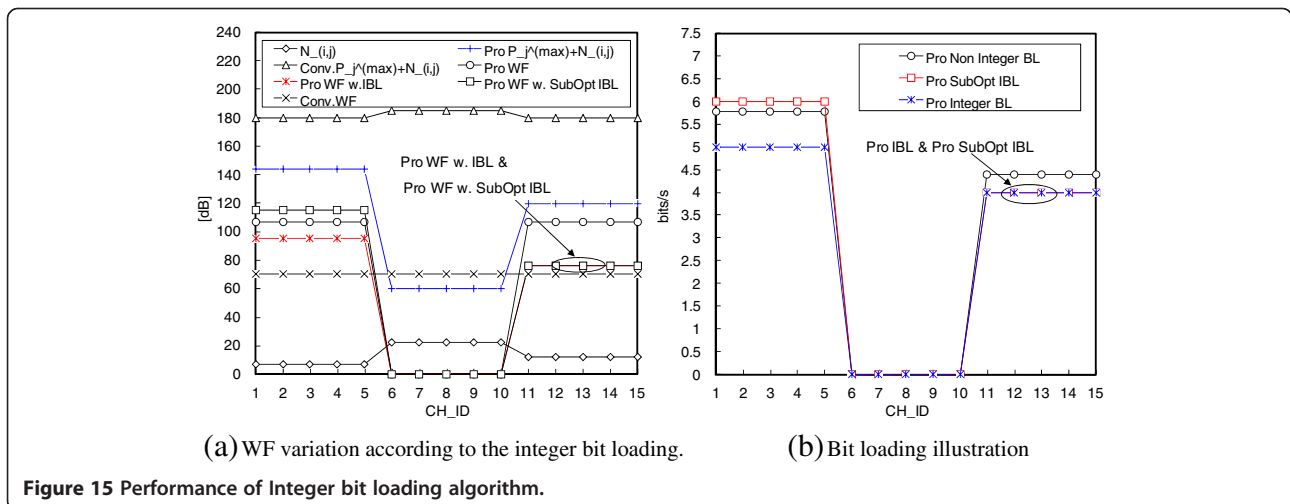 240
220
200
180
160
140
120
100
80
60
40
20
0
[dB]
N_(i,j)
Pro P_j^(max)+N_(i,j)
Conv.P_j^(max)+N_(i,j)
Pro WF
Pro WF w.IBL
Pro WF w. SubOpt IBL
Conv.WF
Pro WF w. IBL &
Pro WF w. SubOpt IBL
1 2 3 4 5 6 7 8 9 10 11 12 13 14 15
CH_ID
(a) WF variation according to the integer bit loading.
7.5
7
6.5
6
5.5
5
4.5
4
3.5
3
2.5
2
1.5
1
0.5
0
bits/s
Pro Non Integer BL
Pro SubOpt IBL
Pro Integer BL
Pro IBL & Pro SubOpt IBL
1 2 3 4 5 6 7 8 9 10 11 12 13 14 15
CH_ID
(b) Bit loading illustration
Figure 15 Performance of Integer bit loading algorithm.